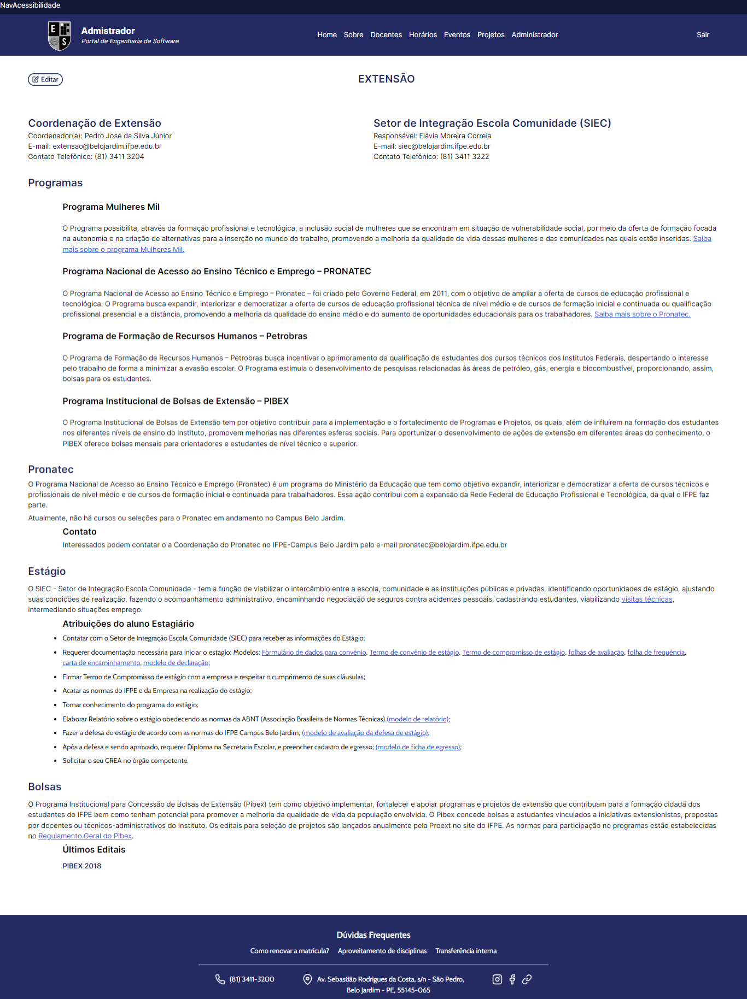 NavAcessibilidade
E S
Admistrador
Portal de Engenharia de Software
Home Sobre Docentes Horários Eventos Projetos Administrador Sair
Editar
EXTENSÃO
Coordenação de Extensão
Coordenador(a): Pedro José da Silva Júnior
E-mail: extensao@belojardim.ifpe.edu.br
Contato Telefônico: (81) 3411 3204
Setor de Integração Escola Comunidade (SIEC)
Responsável: Flávia Moreira Correia
E-mail: siec@belojardim.ifpe.edu.br
Contato Telefônico: (81) 3411 3222
Programas
Programa Mulheres Mil
O Programa possibilita, através da formação profissional e tecnológica, a inclusão social de mulheres que se encontram em situação de vulnerabilidade social, por meio da oferta de formação focada
na autonomia e na criação de alternativas para a inserção no mundo do trabalho, promovendo a melhoria da qualidade de vida dessas mulheres e das comunidades nas quais estão inseridas. Saiba
mais sobre o programa Mulheres Mil.
Programa Nacional de Acesso ao Ensino Técnico e Emprego – PRONATEC
O Programa Nacional de Acesso ao Ensino Técnico e Emprego – Pronatec – foi criado pelo Governo Federal, em 2011, com o objetivo de ampliar a oferta de cursos de educação profissional e
tecnológica. O Programa busca expandir, interiorizar e democratizar a oferta de cursos de educação profissional técnica de nível médio e de cursos de formação inicial e continuada ou qualificação
profissional presencial e a distância, promovendo a melhoria da qualidade do ensino médio e do aumento de oportunidades educacionais para os trabalhadores. Saiba mais sobre o Pronatec.
Programa de Formação de Recursos Humanos – Petrobras
O Programa de Formação de Recursos Humanos – Petrobras busca incentivar o aprimoramento da qualificação de estudantes dos cursos técnicos dos Institutos Federais, despertando o interesse
pelo trabalho de forma a minimizar a evasão escolar. O Programa estimula o desenvolvimento de pesquisas relacionadas às áreas de petróleo, gás, energia e biocombustível, proporcionando, assim,
bolsas para os estudantes.
Programa Institucional de Bolsas de Extensão – PIBEX
O Programa Institucional de Bolsas de Extensão tem por objetivo contribuir para a implementação e o fortalecimento de Programas e Projetos, os quais, além de influírem na formação dos estudantes
nos diferentes níveis de ensino do Instituto, promovem melhorias nas diferentes esferas sociais. Para oportunizar o desenvolvimento de ações de extensão em diferentes áreas do conhecimento, o
PIBEX oferece bolsas mensais para orientadores e estudantes de nível técnico e superior.
Pronatec
O Programa Nacional de Acesso ao Ensino Técnico e Emprego (Pronatec) é um programa do Ministério da Educação que tem como objetivo expandir, interiorizar e democratizar a oferta de cursos técnicos e
profissionais de nível médio e de cursos de formação inicial e continuada para trabalhadores. Essa ação contribui com a expansão da Rede Federal de Educação Profissional e Tecnológica, da qual o IFPE faz
parte.
Atualmente, não há cursos ou seleções para o Pronatec em andamento no Campus Belo Jardim.
Contato
Interessados podem contatar o a Coordenação do Pronatec no IFPE-Campus Belo Jardim pelo e-mail pronatec@belojardim.ifpe.edu.br
Estágio
O SIEC - Setor de Integração Escola Comunidade - tem a função de viabilizar o intercâmbio entre a escola, comunidade e as instituições públicas e privadas, identificando oportunidades de estágio, ajustando
suas condições de realização, fazendo o acompanhamento administrativo, encaminhando negociação de seguros contra acidentes pessoais, cadastrando estudantes, viabilizando visitas técnicas,
intermediando situações emprego.
Atribuições do aluno Estagiário
• Contatar com o Setor de Integração Escola Comunidade (SIEC) para receber as informações do Estágio;
• Requerer documentação necessária para iniciar o estágio; Modelos: Formulário de dados para convênio, Termo de convênio de estágio, Termo de compromisso de estágio, folhas de avaliação, folha de frequência,
carta de encaminhamento, modelo de declaração;
• Firmar Termo de Compromisso de estágio com a empresa e respeitar o cumprimento de suas cláusulas;
• Acatar as normas do IFPE e da Empresa na realização do estágio;
• Tomar conhecimento do programa do estágio;
• Elaborar Relatório sobre o estágio obedecendo as normas da ABNT (Associação Brasileira de Normas Técnicas).(modelo de relatório);
• Fazer a defesa do estágio de acordo com as normas do IFPE Campus Belo Jardim; (modelo de avaliação da defesa de estágio);
• Após a defesa e sendo aprovado, requerer Diploma na Secretaria Escolar, e preencher cadastro de egresso; (modelo de ficha de egresso);
• Solicitar o seu CREA no órgão competente.
Bolsas
O Programa Institucional para Concessão de Bolsas de Extensão (Pibex) tem como objetivo implementar, fortalecer e apoiar programas e projetos de extensão que contribuam para a formação cidadã dos
estudantes do IFPE bem como tenham potencial para promover a melhoria da qualidade de vida da população envolvida. O Pibex concede bolsas a estudantes vinculados a iniciativas extensionistas, propostas
por docentes ou técnicos-administrativos do Instituto. Os editais para seleção de projetos são lançados anualmente pela Proext no site do IFPE. As normas para participação no programas estão estabelecidas
no Regulamento Geral do Pibex.
Últimos Editais
PIBEX 2018
Dúvidas Frequentes
Como renovar a matrícula? Aproveitamento de disciplinas Transferência interna
(81) 3411-3200
Av. Sebastião Rodrigues da Costa, s/n - São Pedro,
Belo Jardim - PE, 55145-065